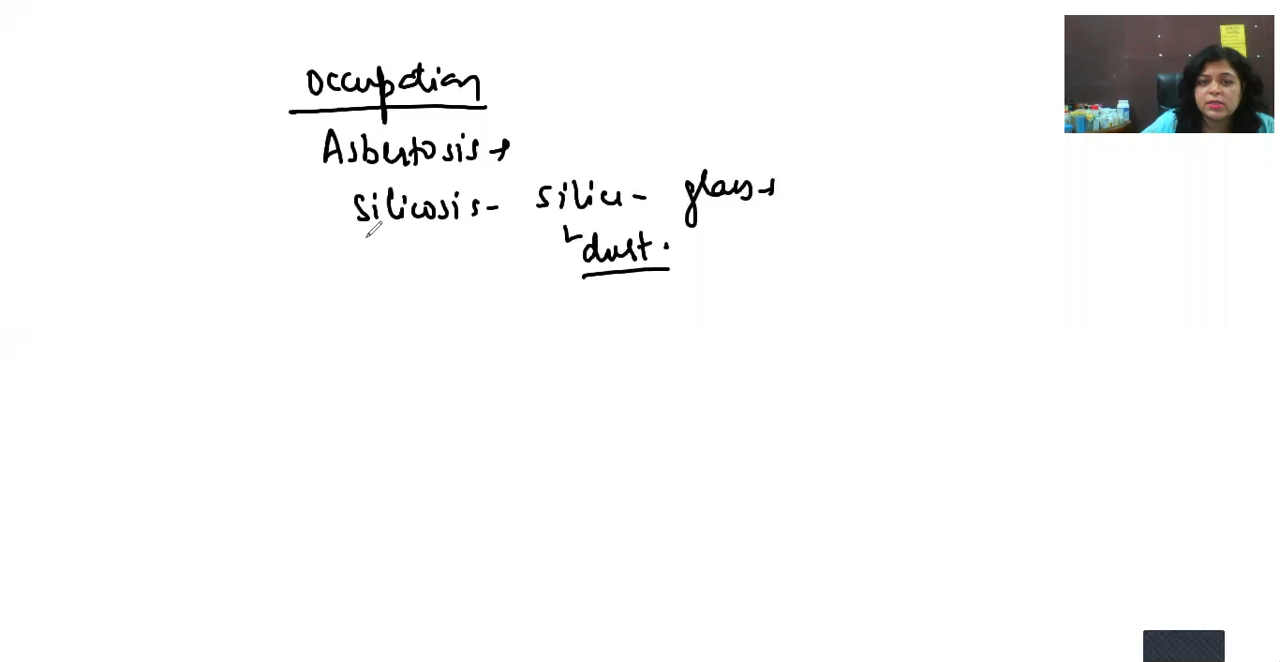 Occupation
Asbestosis →
Silicosis - Silica - glass →
dust.